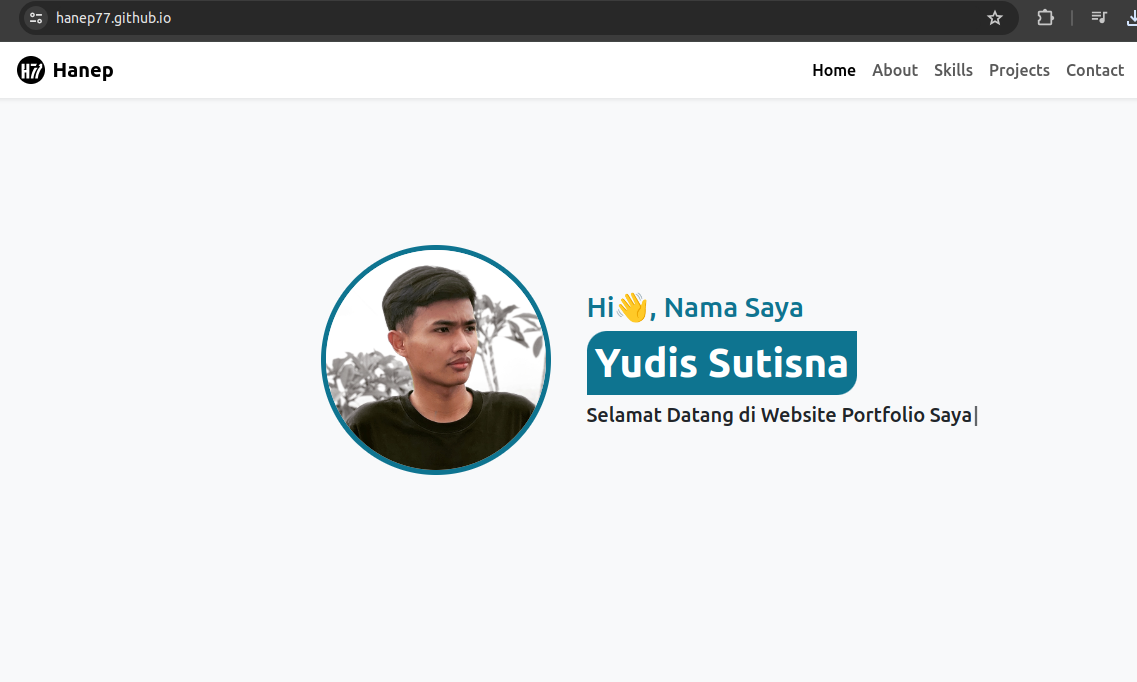 hanep77.github.io
H77 Hanep
Home About Skills Projects Contact
Hi👋, Nama Saya
Yudis Sutisna
Selamat Datang di Website Portfolio Saya|